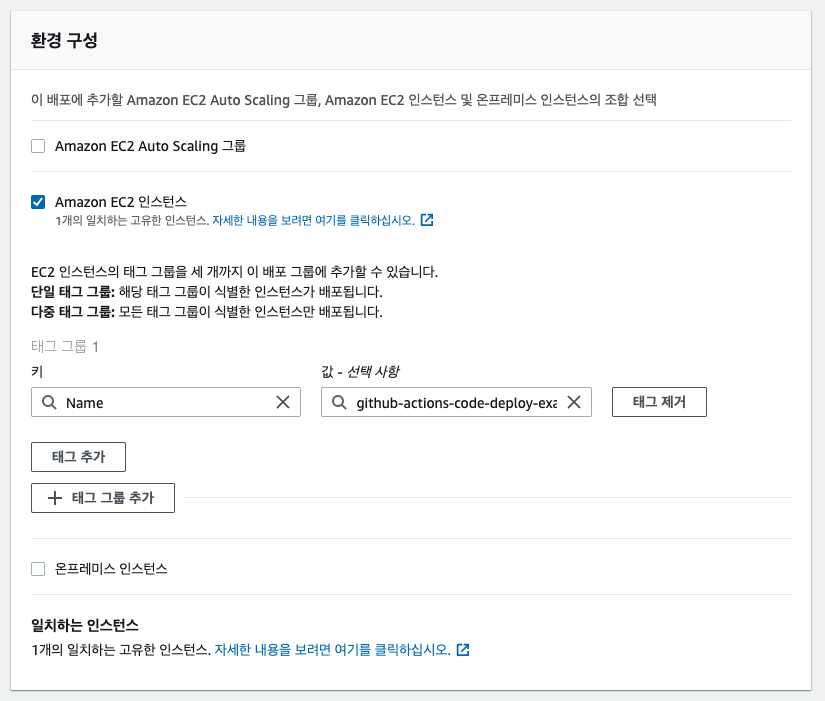 환경 구성
이 배포에 추가할 Amazon EC2 Auto Scaling 그룹, Amazon EC2 인스턴스 및 온프레미스 인스턴스의 조합 선택
Amazon EC2 Auto Scaling 그룹
Amazon EC2 인스턴스
1개의 일치하는 고유한 인스턴스. 자세한 내용을 보려면 여기를 클릭하십시오.
EC2 인스턴스의 태그 그룹을 세 개까지 이 배포 그룹에 추가할 수 있습니다.
단일 태그 그룹: 해당 태그 그룹이 식별한 인스턴스가 배포됩니다.
다중 태그 그룹: 모든 태그 그룹이 식별한 인스턴스만 배포됩니다.
태그 그룹 1
키 값 - 선택 사항
Name github-actions-code-deploy-exa 태그 제거
태그 추가
태그 그룹 추가
온프레미스 인스턴스
일치하는 인스턴스
1개의 일치하는 고유한 인스턴스. 자세한 내용을 보려면 여기를 클릭하십시오.